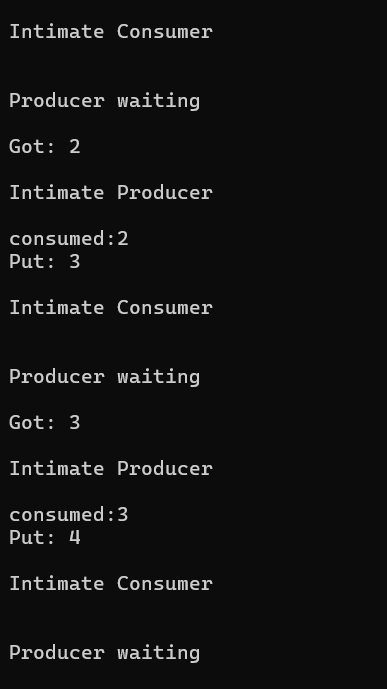 Intimate Consumer
Producer waiting
Got: 2
Intimate Producer
consumed:2
Put: 3
Intimate Consumer
Producer waiting
Got: 3
Intimate Producer
consumed:3
Put: 4
Intimate Consumer
Producer waiting